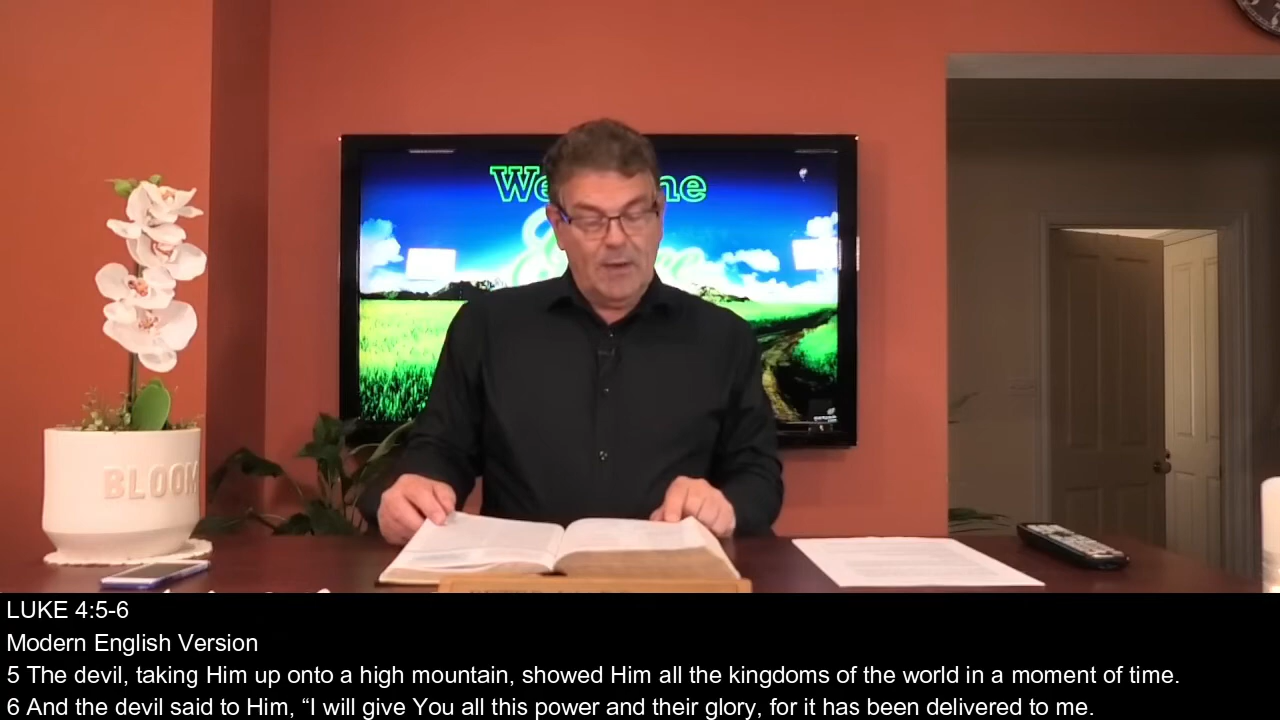 BLOOM
LUKE 4:5-6
Modern English Version
5 The devil, taking Him up onto a high mountain, showed Him all the kingdoms of the world in a moment of time.
6 And the devil said to Him, “I will give You all this power and their glory, for it has been delivered to me.